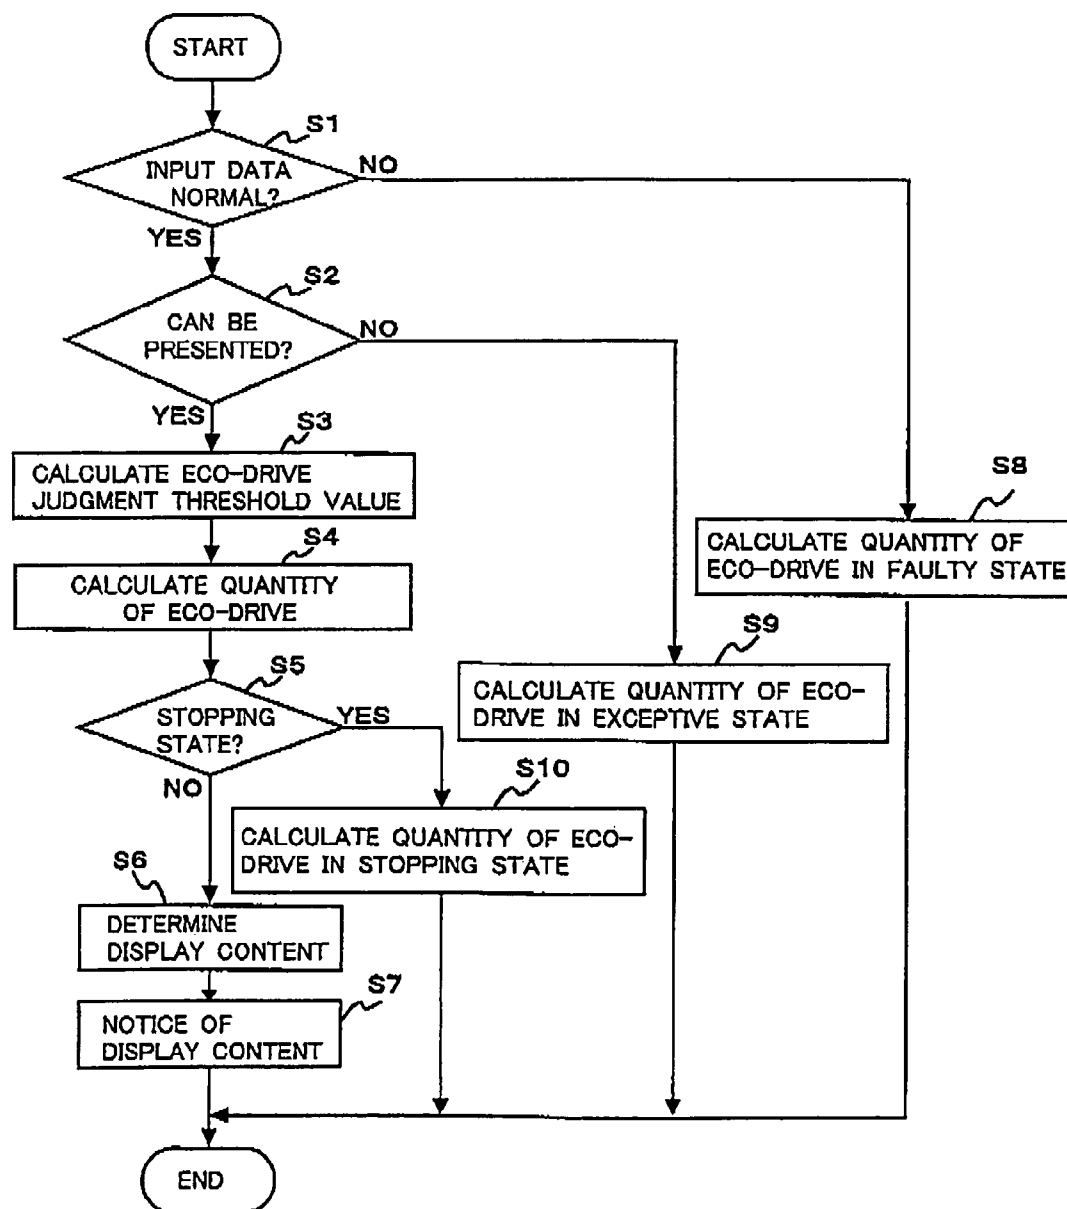 START
S1
INPUT DATA
NORMAL?
NO
YES
S2
CAN BE
PRESENTED?
NO
YES
S3
CALCULATE ECO-DRIVE
JUDGMENT THRESHOLD VALUE
S4
CALCULATE QUANTITY
OF ECO-DRIVE
S5
STOPPING
STATE?
YES
NO
S6
DETERMINE
DISPLAY CONTENT
S7
NOTICE OF
DISPLAY CONTENT
S8
CALCULATE QUANTITY OF
ECO-DRIVE IN FAULTY STATE
S9
CALCULATE QUANTITY OF ECO-
DRIVE IN EXCEPTIVE STATE
S10
CALCULATE QUANTITY OF ECO-
DRIVE IN STOPPING STATE
END